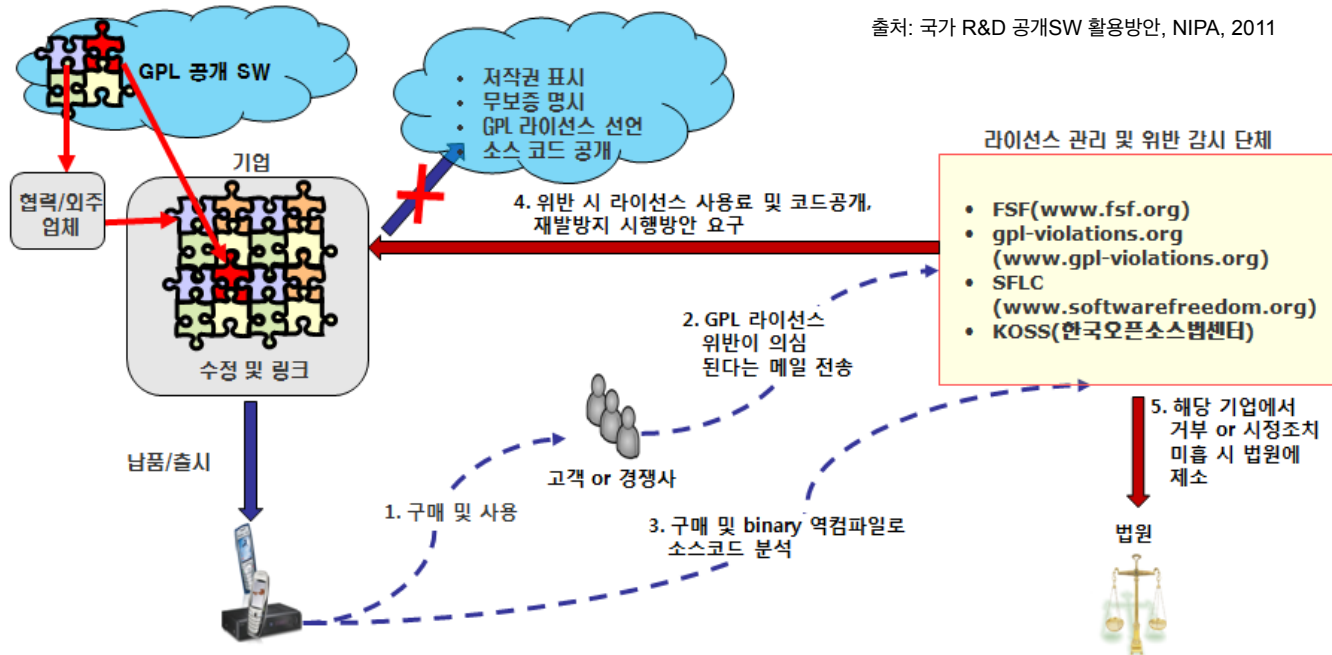 출처: 국가 R&D 공개SW 활용방안, NIPA, 2011
GPL 공개 SW
• 저작권 표시
• 무보증 명시
• GPL 라이선스 선언
• 소스 코드 공개
기업
협력/외주
업체
수정 및 링크
라이선스 관리 및 위반 감시 단체
• FSF(www.fsf.org)
• gpl-violations.org
(www.gpl-violations.org)
• SFLC
(www.softwarefreedom.org)
• KOSS(한국오픈소스법센터)
4. 위반 시 라이선스 사용료 및 코드공개,
재발방지 시행방안 요구
2. GPL 라이선스
위반이 의심
된다는 메일 전송
납품/출시
고객 or 경쟁사
1. 구매 및 사용
3. 구매 및 binary 역컴파일로
소스코드 분석
5. 해당 기업에서
거부 or 시정조치
미흡 시 법원에
제소
법원